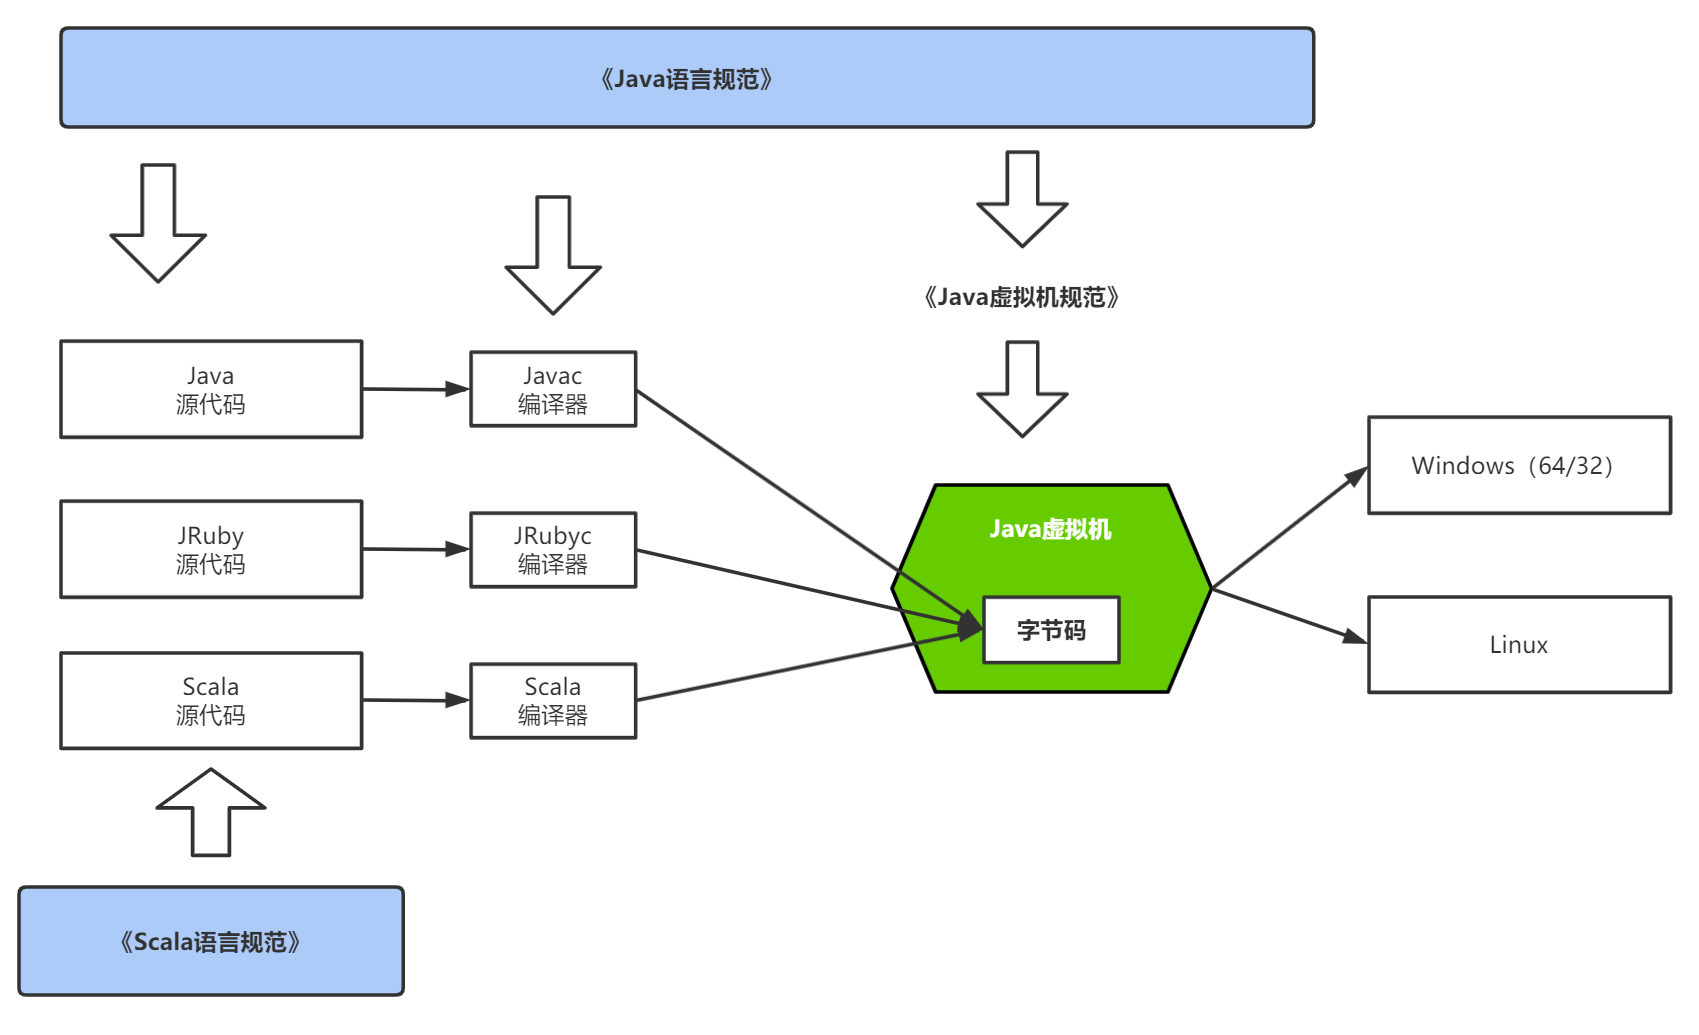 《Java语言规范》
《Java虚拟机规范》
Java
源代码
Javac
编译器
Windows（64/32）
JRuby
源代码
JRubyc
编译器
Java虚拟机
字节码
Linux
Scala
源代码
Scala
编译器
《Scala语言规范》